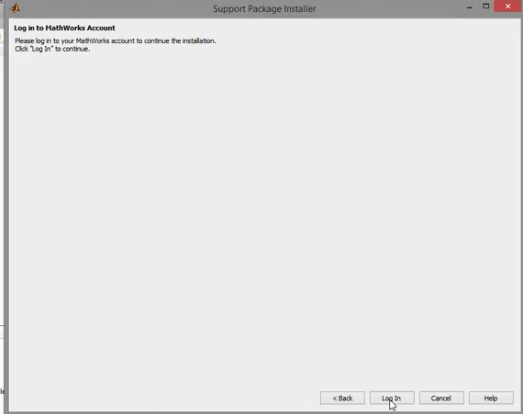 Support Package Installer
Log in to MathWorks Account
Please log in to your MathWorks account to continue the installation.
Click "Log In" to continue.
< Back
Log In
Cancel
Help